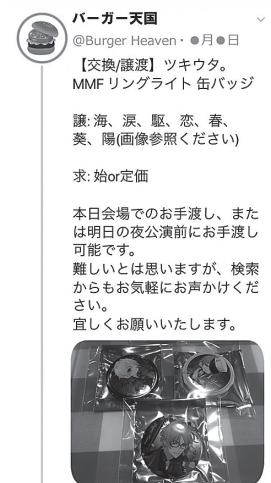 バーガー天国
@Burger Heaven・●月●日
【交換/譲渡】ツキウタ。
MMF リングライト 缶バッジ
譲: 海、涙、駆、恋、春、
葵、陽(画像参照ください)
求: 始or定価
本日会場でのお手渡し、また
は明日の夜公演前にお手渡し
可能です。
難しいとは思いますが、検索
からもお気軽にお声かけくだ
さい。
宜しくお願いいたします。